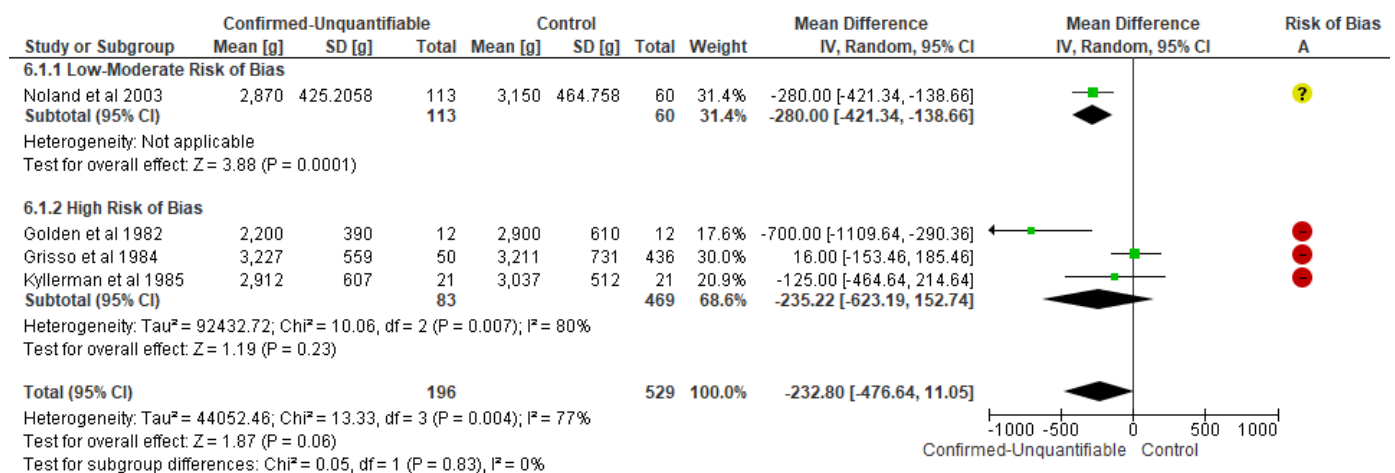 Confirmed-Unquantifiable Control Mean Difference Mean Difference Risk of Bias
Study or Subgroup Mean [g] SD [g] Total Mean [g] SD [g] Total Weight IV, Random, 95% CI IV, Random, 95% CI A
6.1.1 Low-Moderate Risk of Bias
Noland et al 2003 2,870 425.2058 113 3,150 464.758 60 31.4% -280.00 [-421.34, -138.66] ?
Subtotal (95% CI) 113 60 31.4% -280.00 [-421.34, -138.66]
Heterogeneity: Not applicable
Test for overall effect: Z = 3.88 (P = 0.0001)
6.1.2 High Risk of Bias
Golden et al 1982 2,200 390 12 2,900 610 12 17.6% -700.00 [-1109.64, -290.36] -
Grisso et al 1984 3,227 559 50 3,211 731 436 30.0% 16.00 [-153.46, 185.46] -
Kyllerman et al 1985 2,912 607 21 3,037 512 21 20.9% -125.00 [-464.64, 214.64] -
Subtotal (95% CI) 83 469 68.6% -235.22 [-623.19, 152.74]
Heterogeneity: Tau² = 92432.72; Chi² = 10.06, df = 2 (P = 0.007); I² = 80%
Test for overall effect: Z = 1.19 (P = 0.23)
Total (95% CI) 196 529 100.0% -232.80 [-476.64, 11.05]
Heterogeneity: Tau² = 44052.46; Chi² = 13.33, df = 3 (P = 0.004); I² = 77%
Test for overall effect: Z = 1.87 (P = 0.06)
Test for subgroup differences: Chi² = 0.05, df = 1 (P = 0.83), I² = 0%
-1000 -500 0 500 1000
Confirmed-Unquantifiable Control